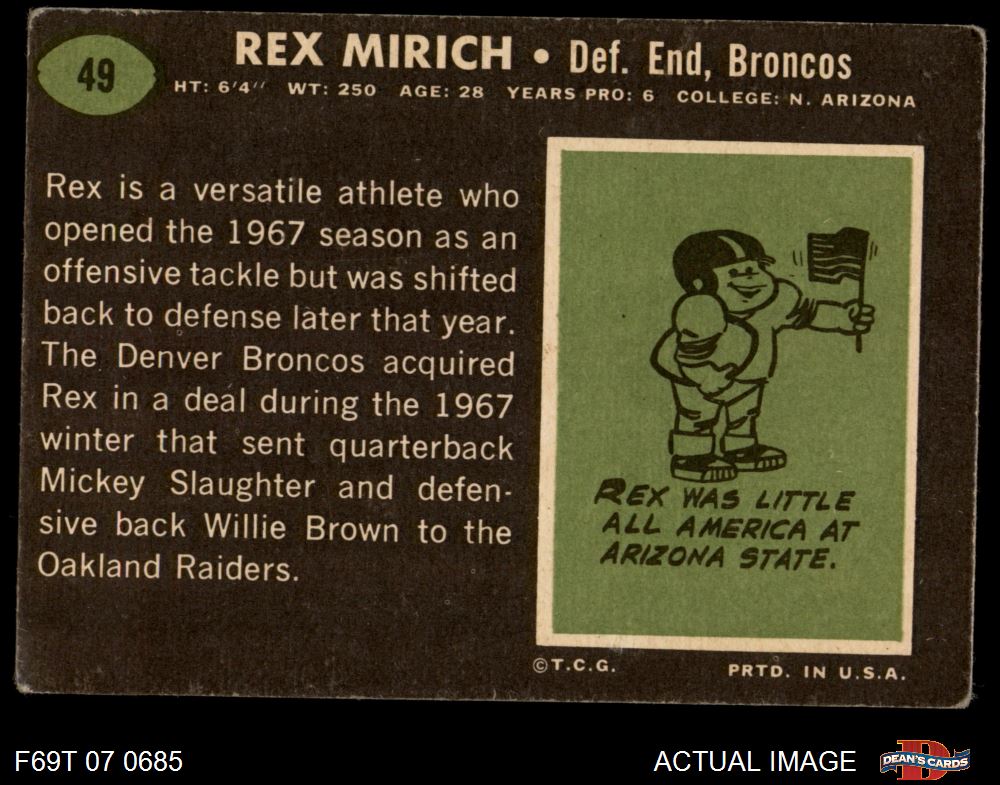 49
REX MIRICH • Def. End, Broncos
HT: 6'4'' WT: 250 AGE: 28 YEARS PRO: 6 COLLEGE: N. ARIZONA
Rex is a versatile athlete who
opened the 1967 season as an
offensive tackle but was shifted
back to defense later that year.
The Denver Broncos acquired
Rex in a deal during the 1967
winter that sent quarterback
Mickey Slaughter and defen-
sive back Willie Brown to the
Oakland Raiders.
REX WAS LITTLE
ALL AMERICA AT
ARIZONA STATE.
©T.C.G. PRTD. IN U.S.A.
F69T 07 0685 ACTUAL IMAGE
D
DEAN'S CARDS